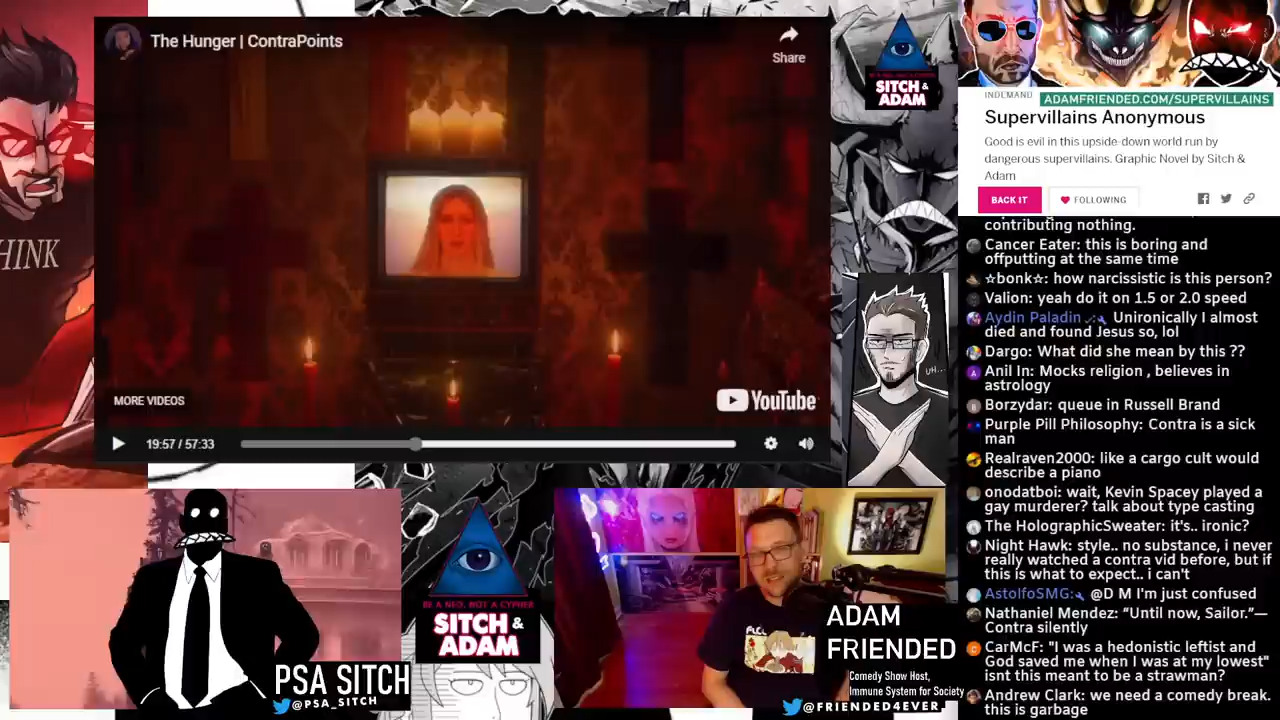 The Hunger | ContraPoints
Share
MORE VIDEOS
YouTube
19:57 / 57:33
HINK
BE A NEO, NOT A CYPHER
SITCH &
ADAM
UH...
INDEMAND
ADAMFRIENDED.COM/SUPERVILLAINS
Supervillains Anonymous
Good is evil in this upside-down world run by
dangerous supervillains. Graphic Novel by Sitch &
Adam
BACK IT
FOLLOWING
contributing nothing.
Cancer Eater: this is boring and
offputting at the same time
☆bonk☆: how narcissistic is this person?
Valion: yeah do it on 1.5 or 2.0 speed
Aydin Paladin Unironically I almost
died and found Jesus so, lol
Dargo: What did she mean by this ??
Anil In: Mocks religion , believes in
astrology
Borzydar: queue in Russell Brand
Purple Pill Philosophy: Contra is a sick
man
Realraven2000: like a cargo cult would
describe a piano
onodatboi: wait, Kevin Spacey played a
gay murderer? talk about type casting
The HolographicSweater: it's.. ironic?
Night Hawk: style.. no substance, i never
really watched a contra vid before, but if
this is what to expect.. i can't
AstolfoSMG: @D M I'm just confused
Nathaniel Mendez: “Until now, Sailor.”—
Contra silently
CarMcF: "I was a hedonistic leftist and
God saved me when I was at my lowest"
isnt this meant to be a strawman?
Andrew Clark: we need a comedy break.
this is garbage
PSA SITCH
@PSA_SITCH
BE A NEO, NOT A CYPHER
SITCH &
ADAM
ADAM
FRIENDED
Comedy Show Host,
Immune System for Society
@FRIENDED4EVER